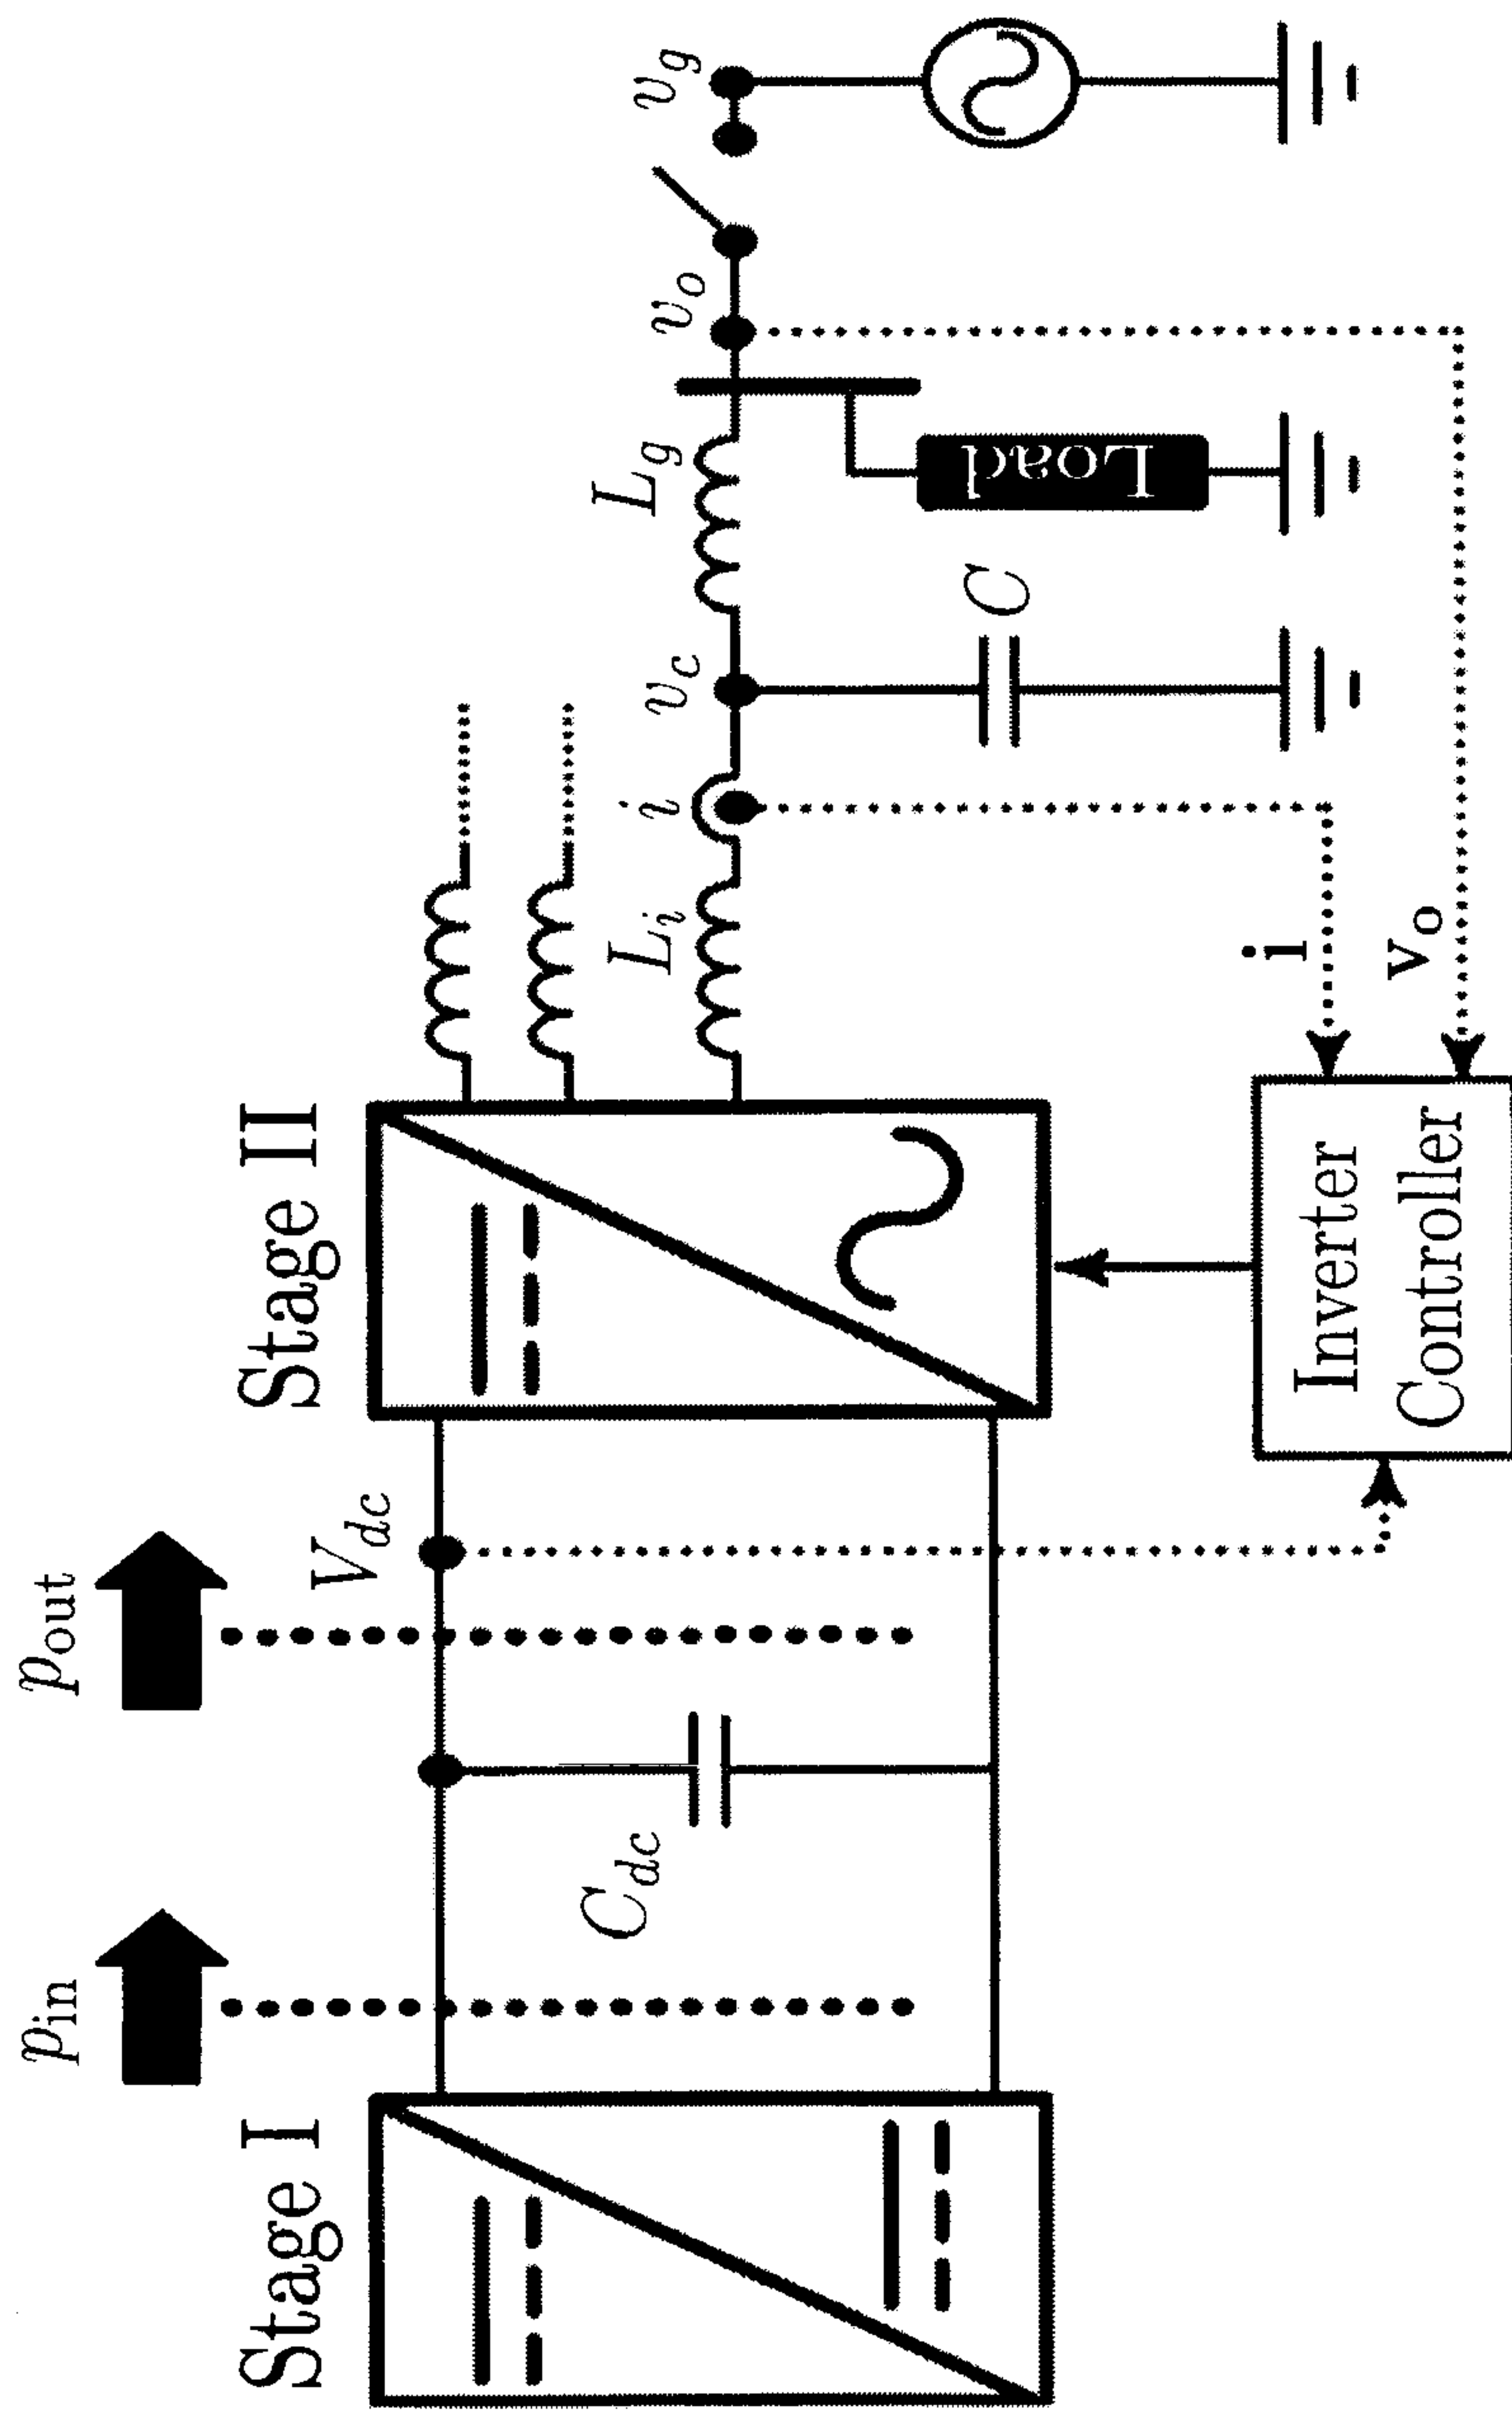 p_in
p_out
Stage I
Stage II
V_dc
C_dc
L_i
i
v_c
L_g
v_o
v_g
C
Load
i
v_o
Inverter
Controller